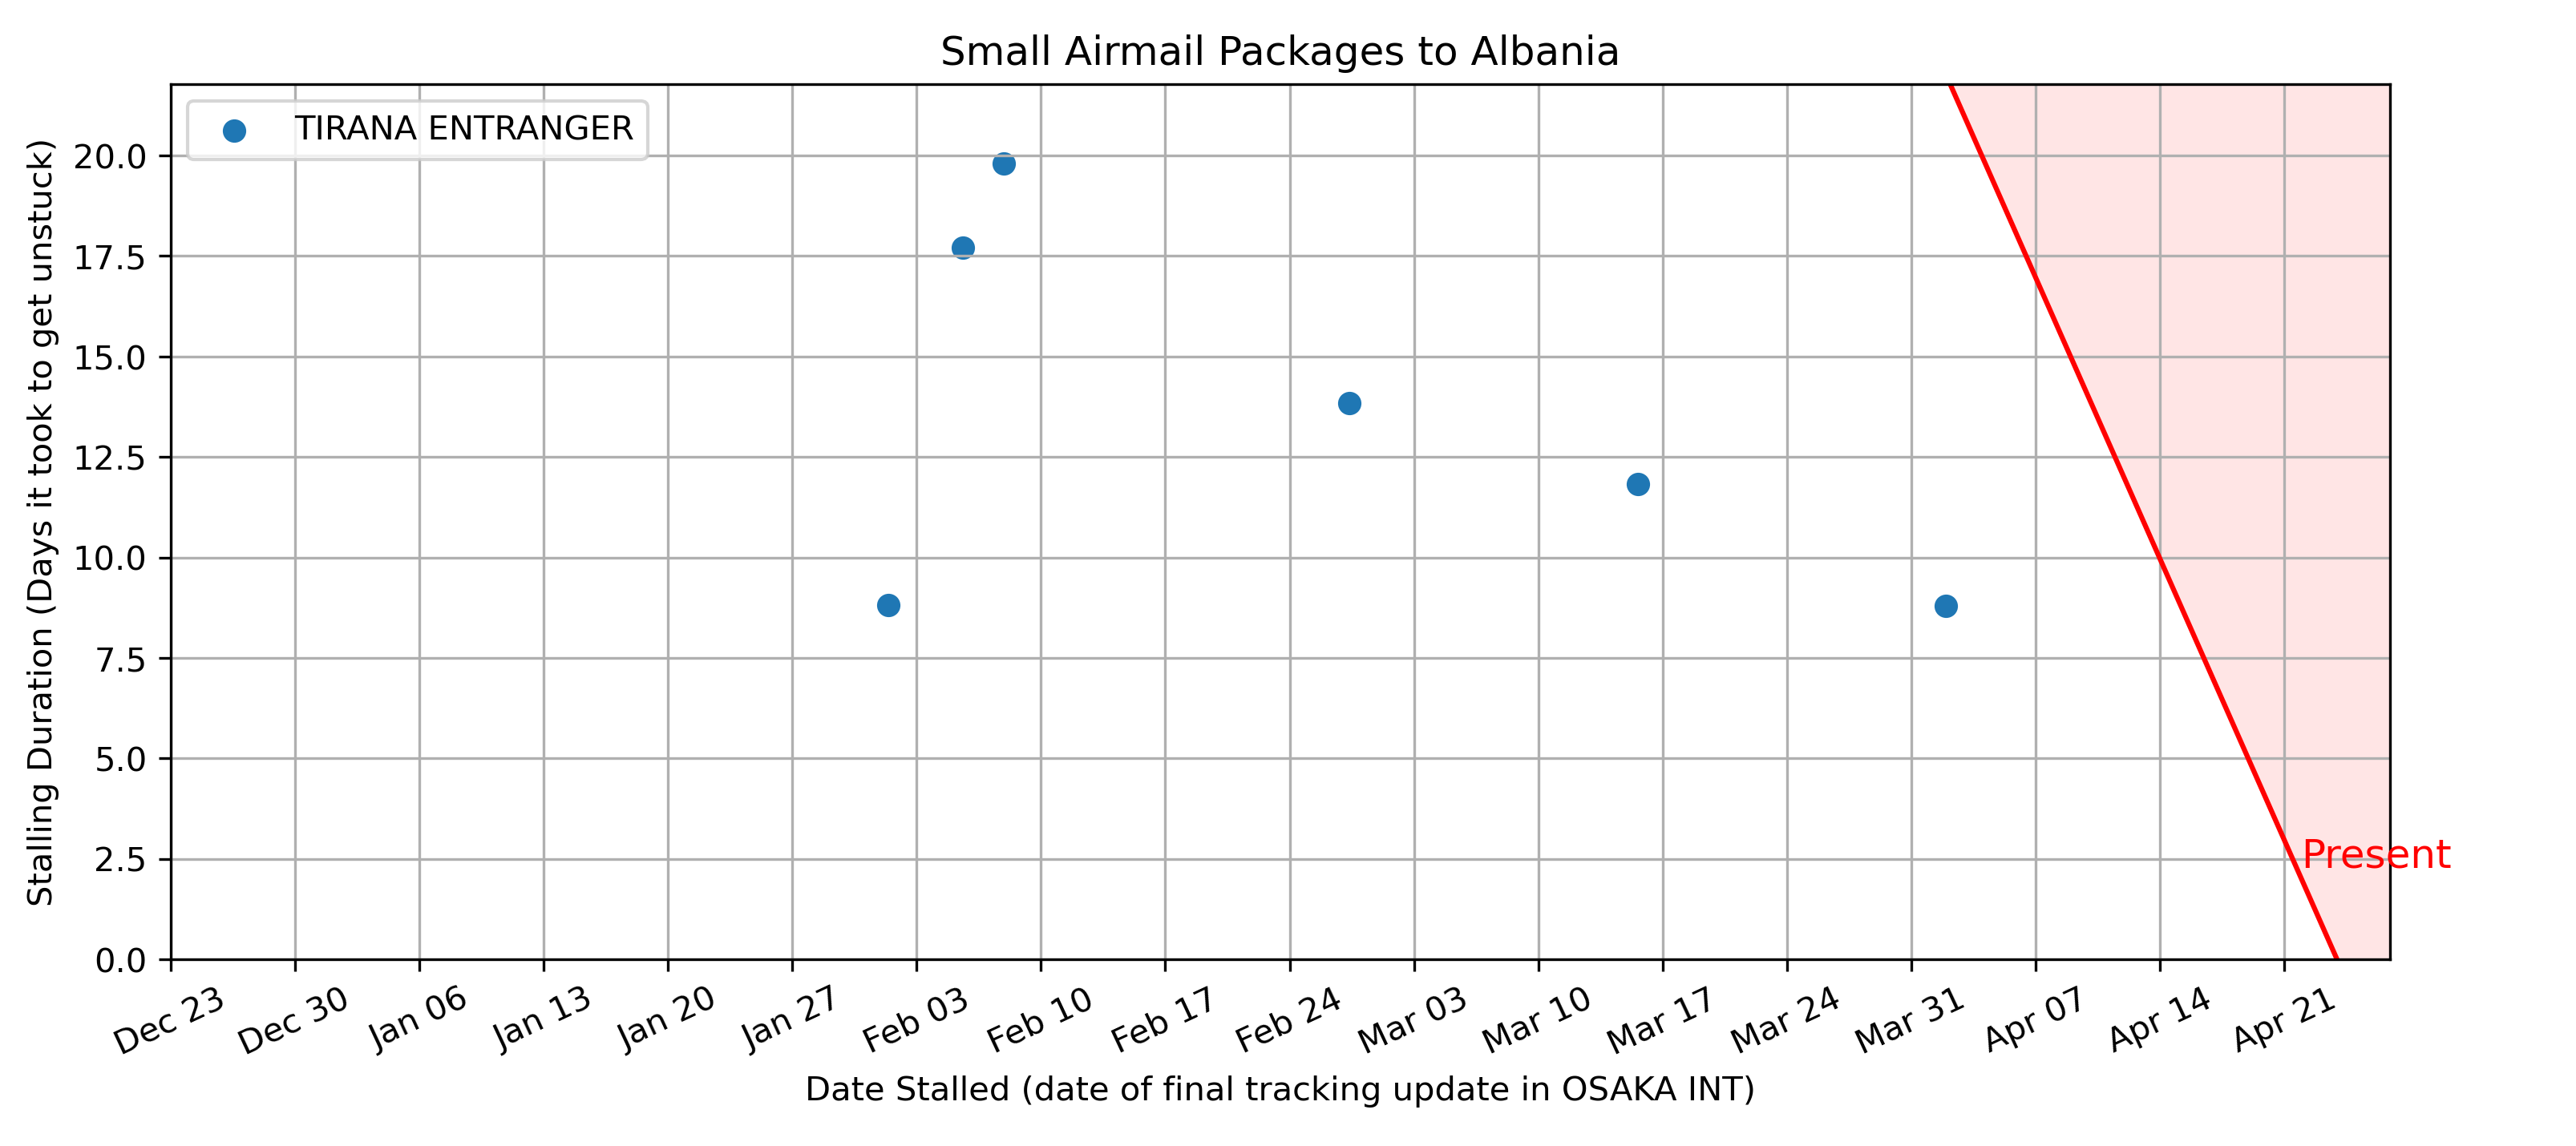 Small Airmail Packages to Albania
TIRANA ENTRANGER
Stalling Duration (Days it took to get unstuck)
20.0
17.5
15.0
12.5
10.0
7.5
5.0
2.5
0.0
Present
Dec 23
Dec 30
Jan 06
Jan 13
Jan 20
Jan 27
Feb 03
Feb 10
Feb 17
Feb 24
Mar 03
Mar 10
Mar 17
Mar 24
Mar 31
Apr 07
Apr 14
Apr 21
Date Stalled (date of final tracking update in OSAKA INT)